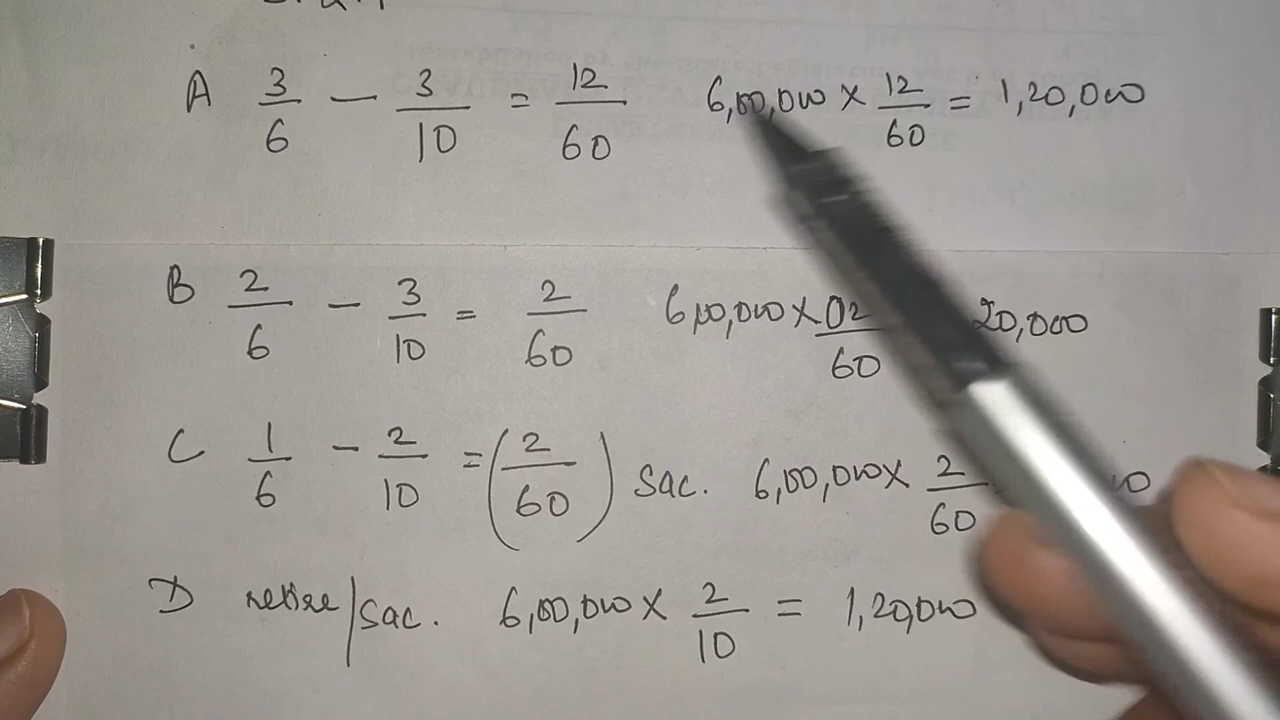 A 3/6 — 3/10 = 12/60 6,00,000 × 12/60 = 1,20,000
B 2/6 — 3/10 = 2/60 6,00,000 × 02/60 20,000
C 1/6 — 2/10 = (2/60) Sac. 6,00,000 × 2/60
D retire/Sac. 6,00,000 × 2/10 = 1,20,000